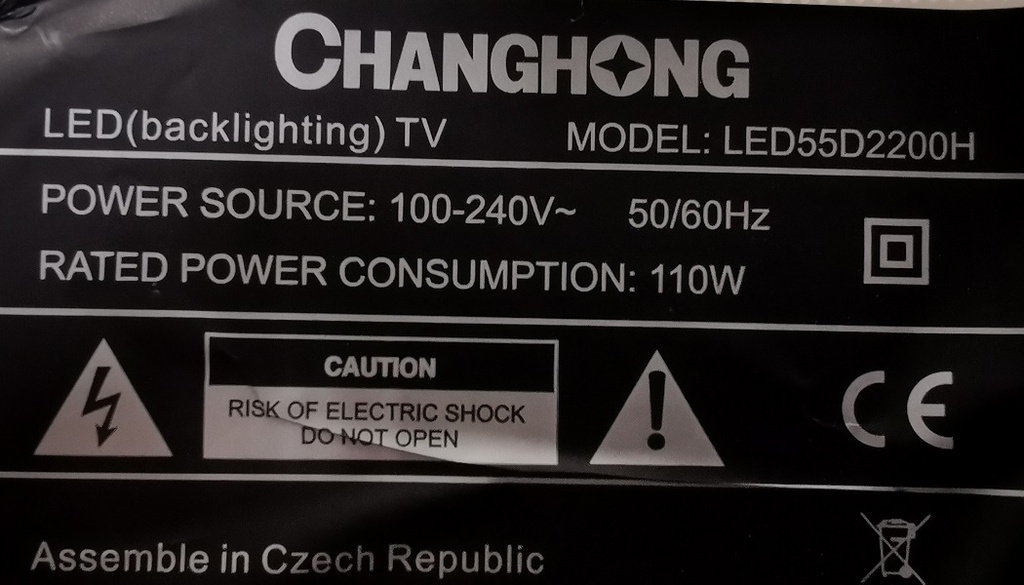 CHANGHONG
LED(backlighting) TV MODEL: LED55D2200H
POWER SOURCE: 100-240V~ 50/60Hz
RATED POWER CONSUMPTION: 110W
CAUTION
RISK OF ELECTRIC SHOCK
DO NOT OPEN
CE
Assemble in Czech Republic